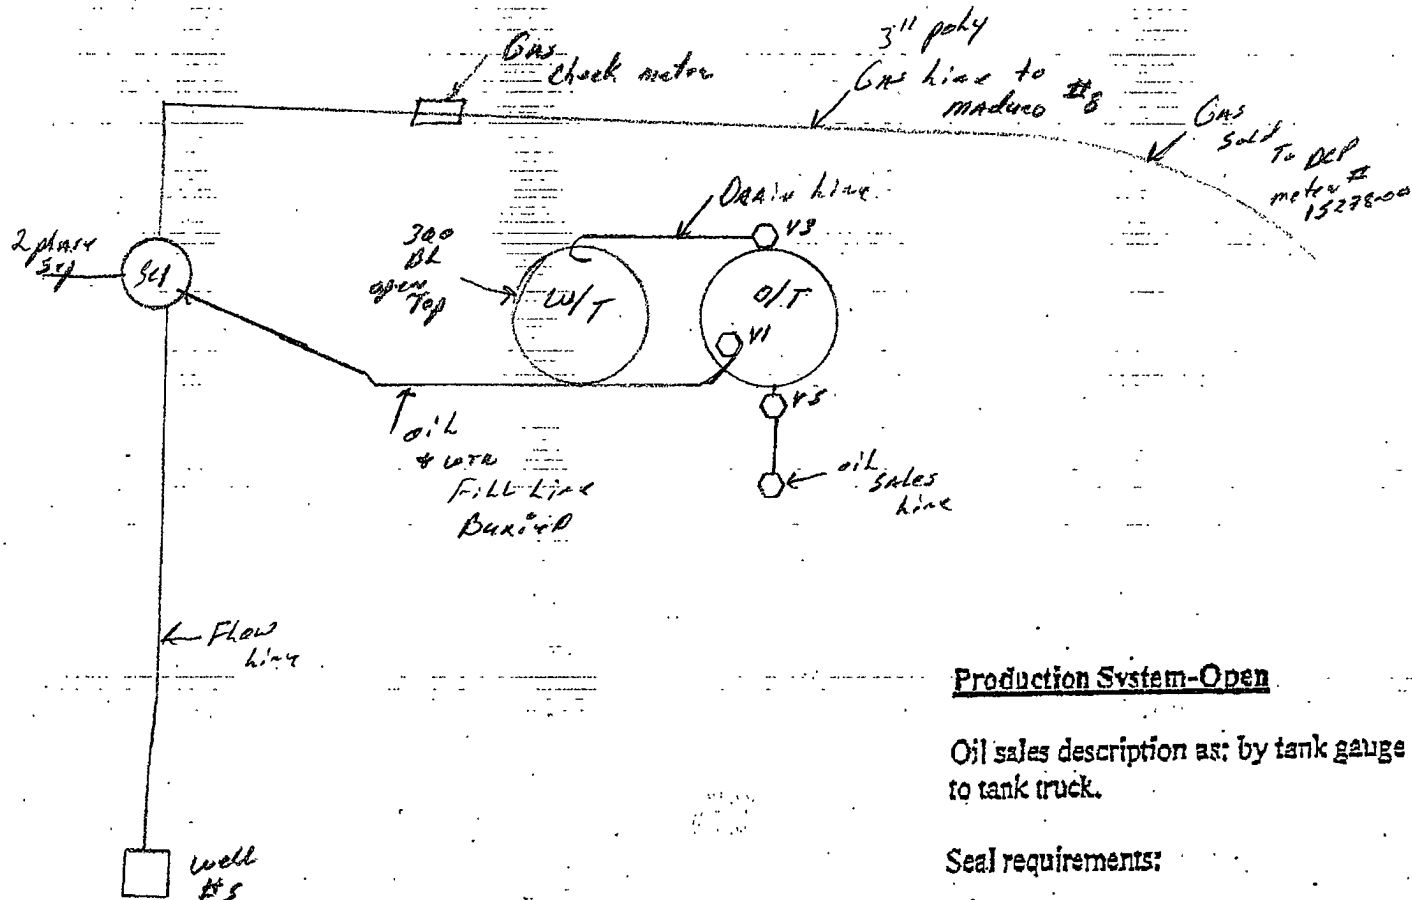 3" poly
Gas line to
maduro #8
Gas
check meter
Gas
sold
To DCP
meter #
15278-00
Drain line
V3
2 phase
Sep
Sep
300
BL
open
Top
W/T
O/T
V1
V5
oil
& wtr
Fill Line
Buried
oil
sales
line
Flow
line
well
#5
Production System-Open
Oil sales description as: by tank gauge
to tank truck.
Seal requirements: